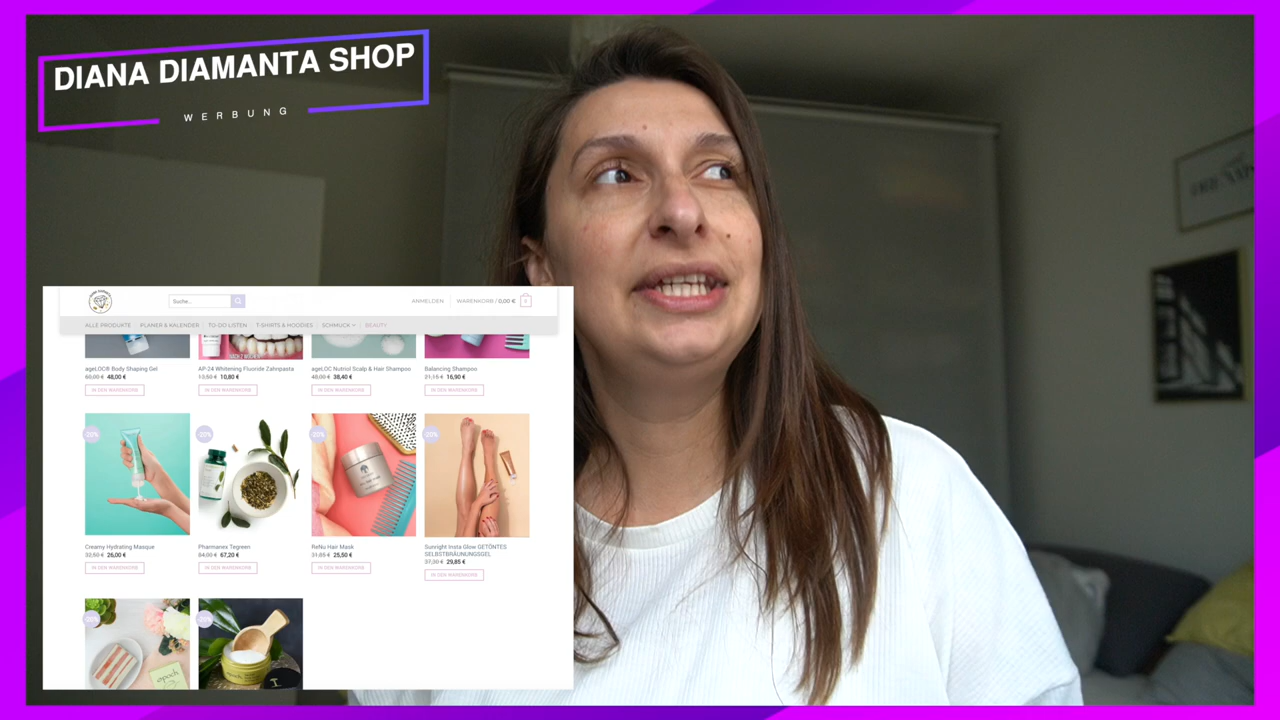 DIANA DIAMANTA SHOP
WERBUNG
Suche...
ANMELDEN
WARENKORB / 0,00 €
0
ALLE PRODUKTE
PLANER & KALENDER
TO-DO LISTEN
T-SHIRTS & HOODIES
SCHMUCK
BEAUTY
ageLOC® Body Shaping Gel
60,00 € 48,00 €
IN DEN WARENKORB
AP-24 Whitening Fluoride Zahnpasta
13,50 € 10,80 €
IN DEN WARENKORB
ageLOC Nutriol Scalp & Hair Shampoo
48,00 € 38,40 €
IN DEN WARENKORB
Balancing Shampoo
21,15 € 16,90 €
IN DEN WARENKORB
-20%
-20%
-20%
-20%
Creamy Hydrating Masque
32,50 € 26,00 €
IN DEN WARENKORB
Pharmanex Tegreen
84,00 € 67,20 €
IN DEN WARENKORB
ReNu Hair Mask
31,85 € 25,50 €
IN DEN WARENKORB
Sunright Insta Glow GETÖNTES
SELBSTBRÄUNUNGSGEL
37,30 € 29,85 €
IN DEN WARENKORB
-20%
-20%
epoch